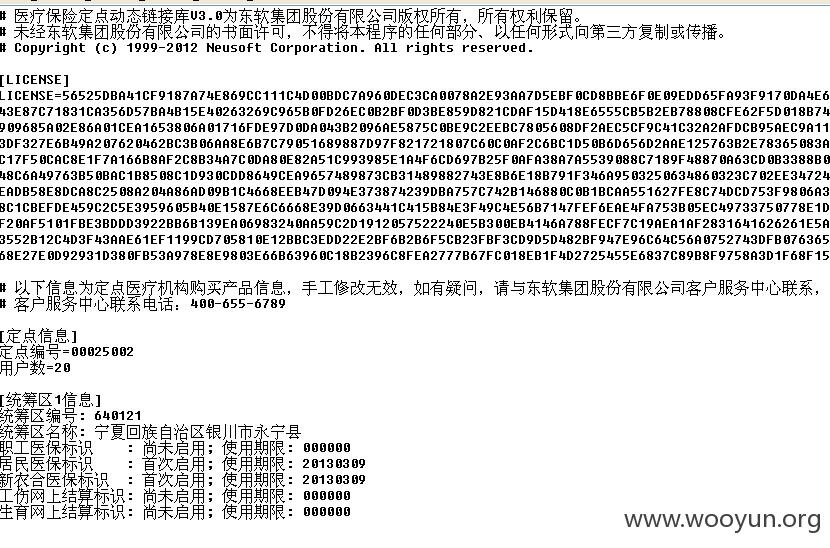 # 医疗保险定点动态链接库V3.0为东软集团股份有限公司版权所有，所有权利保留。
# 未经东软集团股份有限公司的书面许可，不得将本程序的任何部分、以任何形式向第三方复制或传播。
# Copyright (c) 1999-2012 Neusoft Corporation. All rights reserved.
[LICENSE]
LICENSE=56525DBA41CF9187A74E869CC111C4D00BDC7A960DEC3CA0078A2E93AA7D5EBF0CD8BBE6F0E09EDD65FA93F9170DA4E6
43E87C71831CA356D57BA4B15E40263269C965B0FD26EC0B2BF0D3BE859D821CDAF15D418E6555CB5B2EB78808CFE62F5D018B74
909685A02E86A01CEA1653806A01716FDE97D0DA043B2096AE5875C0BE9C2EEBC7805608DF2AEC5CF9C41C32A2AFDCB95AEC9A11
3DF327E6B49A207620462BC3B06AA8E6B7C79051689887D97F821721807C60C0AF2C6BC1D50B6D656D2AAE125763B2E78365083A
C17F50CAC8E1F7A166B8AF2C8B34A7C0DA80E82A51C993985E1A4F6CD697B25F0AFA38A7A5539088C7189F48870A63CD0B3388B0
48C6A49763B50BAC1B8508C1D930CDD8649CEA9657489873CB31489882743E8B6E18B791F346A9503250634860323C702EE34724
EADB58E8DCA8C2508A204A86AD09B1C4668EEB47D094E373874239DBA757C742B146880C0B1BCAA551627FE8C74DCD753F9806A3
8C1CBEFDE459C2C5E3959605B40E1587E6C6668E39D0663441C415B84E3F49C4E56B7147FEF6EAE4FA753B05EC49733750778E1D
F20AF5101FBE3BDDD3922BB6B139EA06983240AA59C2D1912057522240E5B300EB4146A788FECF7C19AEA1AF2831641626261E5A
3552B12C4D3F43AAE61EF1199CD705810E12BBC3EDD22E2BF6B2B6F5CB23FBF3CD9D5D482BF947E96C64C56A0752743DFB076365
68E27E0D92931D380FB53A978E8E9803E66B63960C18B2396C8FEA2777B67FC018EB1F4D2725455E6837C89B8F9758A3D1F68F15
# 以下信息为定点医疗机构购买产品信息，手工修改无效，如有疑问，请与东软集团股份有限公司客户服务中心联系，
# 客户服务中心联系电话：400-655-6789
[定点信息]
定点编号=00025002
用户数=20
[统筹区1信息]
统筹区编号: 640121
统筹区名称: 宁夏回族自治区银川市永宁县
职工医保标识    : 尚未启用; 使用期限: 000000
居民医保标识    : 首次启用; 使用期限: 20130309
新农合医保标识  : 首次启用; 使用期限: 20130309
工伤网上结算标识: 尚未启用; 使用期限: 000000
生育网上结算标识: 尚未启用; 使用期限: 000000
www.wooyun.org